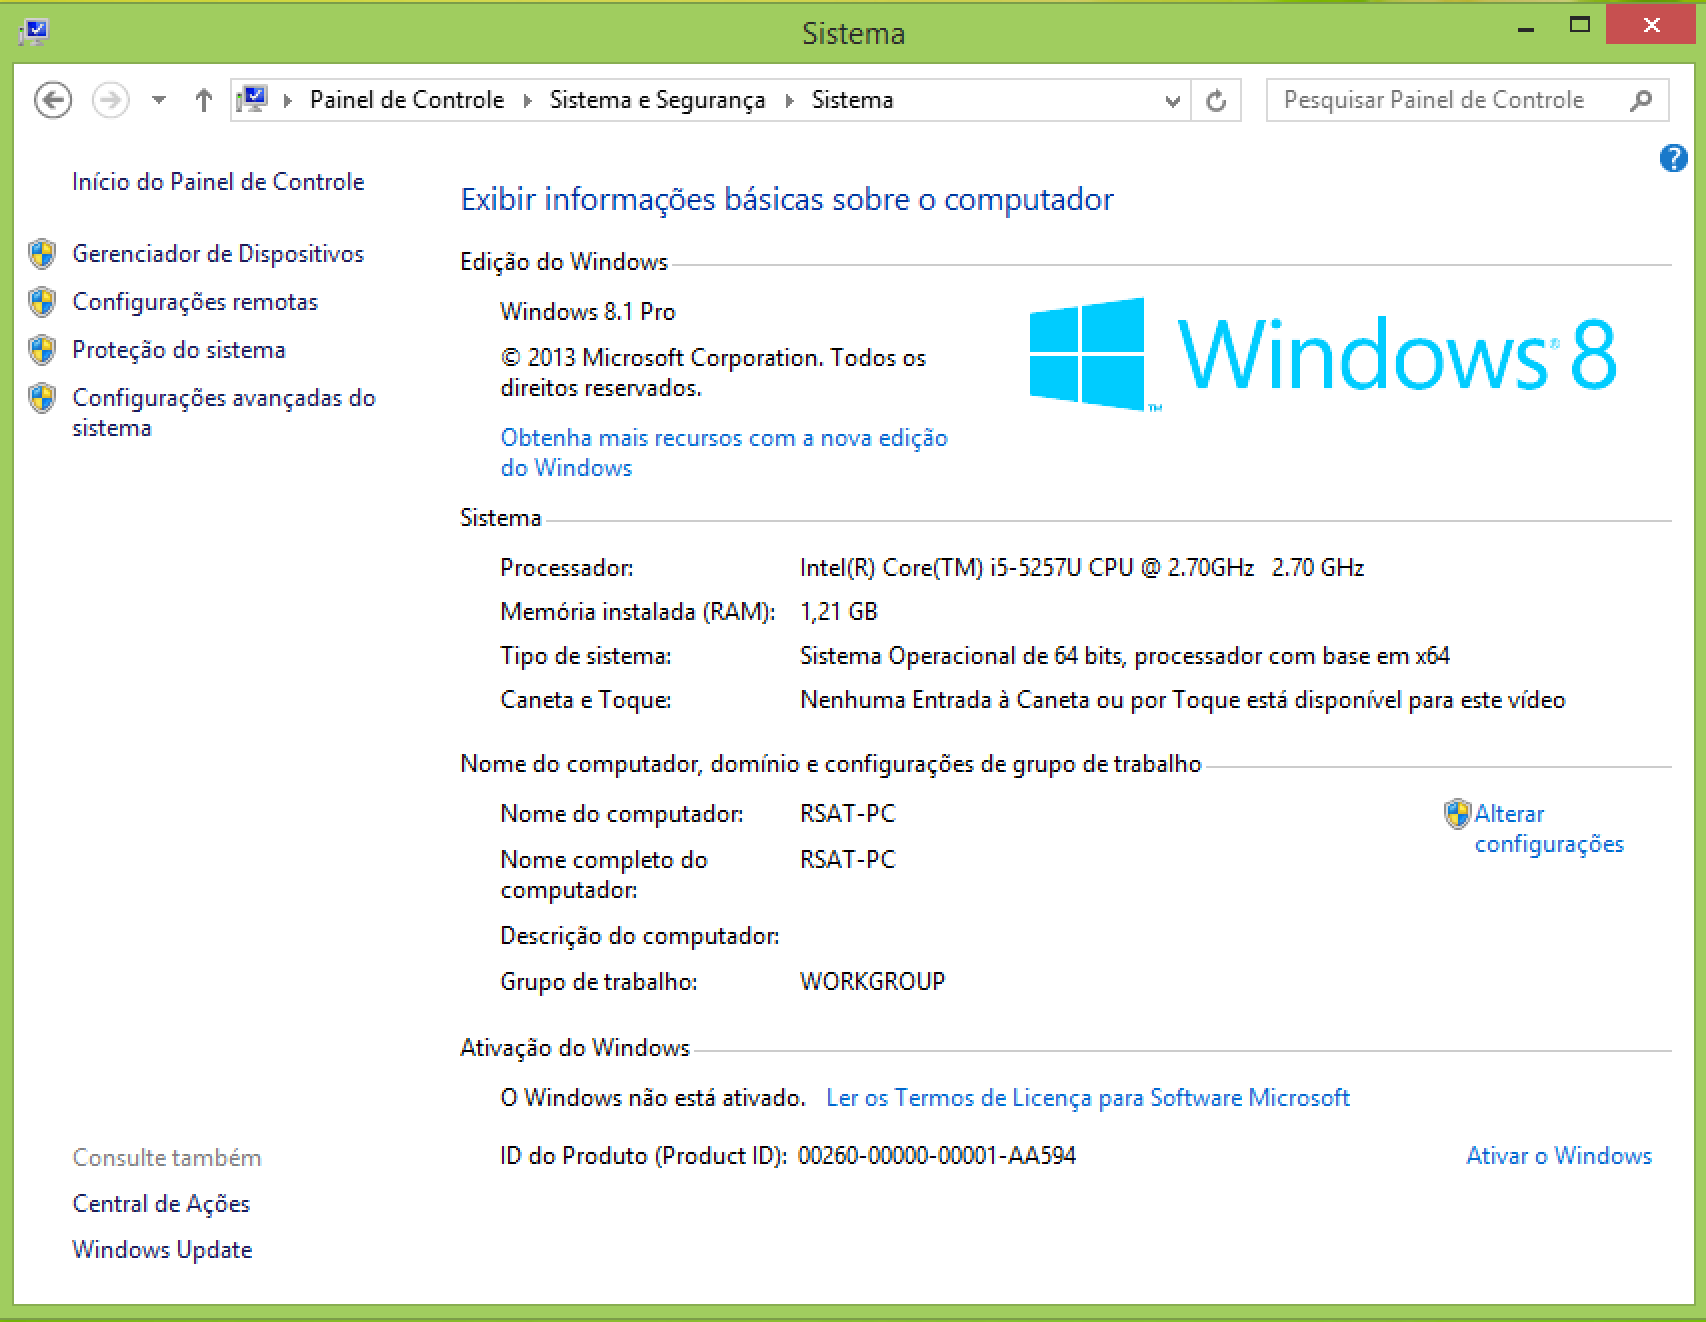 Sistema
Painel de Controle Sistema e Segurança Sistema
Pesquisar Painel de Controle
Início do Painel de Controle
Gerenciador de Dispositivos
Configurações remotas
Proteção do sistema
Configurações avançadas do
sistema
Exibir informações básicas sobre o computador
Edição do Windows
Windows 8.1 Pro
© 2013 Microsoft Corporation. Todos os
direitos reservados.
Obtenha mais recursos com a nova edição
do Windows
Windows® 8
™
Sistema
Processador: Intel(R) Core(TM) i5-5257U CPU @ 2.70GHz 2.70 GHz
Memória instalada (RAM): 1,21 GB
Tipo de sistema: Sistema Operacional de 64 bits, processador com base em x64
Caneta e Toque: Nenhuma Entrada à Caneta ou por Toque está disponível para este vídeo
Nome do computador, domínio e configurações de grupo de trabalho
Nome do computador: RSAT-PC
Alterar
configurações
Nome completo do
computador:
RSAT-PC
Descrição do computador:
Grupo de trabalho: WORKGROUP
Ativação do Windows
O Windows não está ativado. Ler os Termos de Licença para Software Microsoft
ID do Produto (Product ID): 00260-00000-00001-AA594
Ativar o Windows
Consulte também
Central de Ações
Windows Update